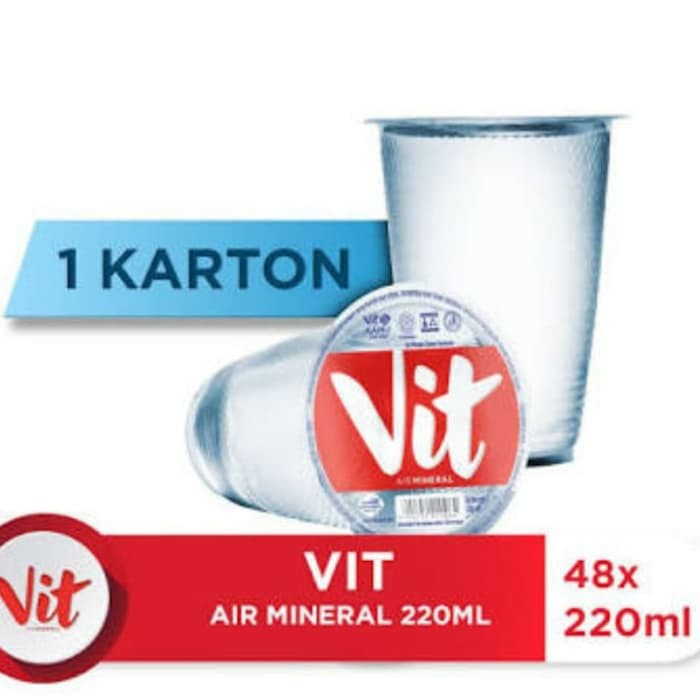 1 KARTON
Vit
AIR MINERAL
Vit
VIT
AIR MINERAL 220ML
48x
220ml